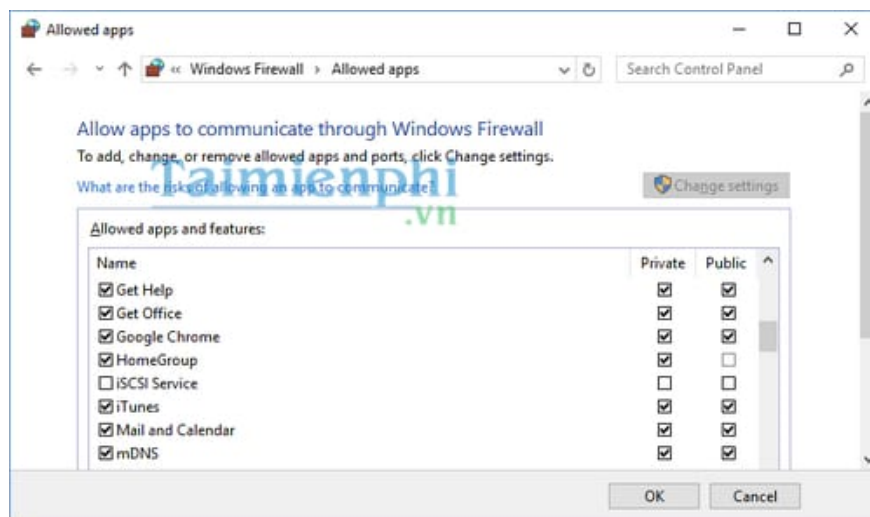 Allowed apps
Windows Firewall Allowed apps
Search Control Panel
Allow apps to communicate through Windows Firewall
To add, change, or remove allowed apps and ports, click Change settings.
What are the risks of allowing an app to communicate?
Change settings
Taimienphi
.vn
Allowed apps and features:
Name Private Public
Get Help
Get Office
Google Chrome
HomeGroup
iSCSI Service
iTunes
Mail and Calendar
mDNS
OK Cancel